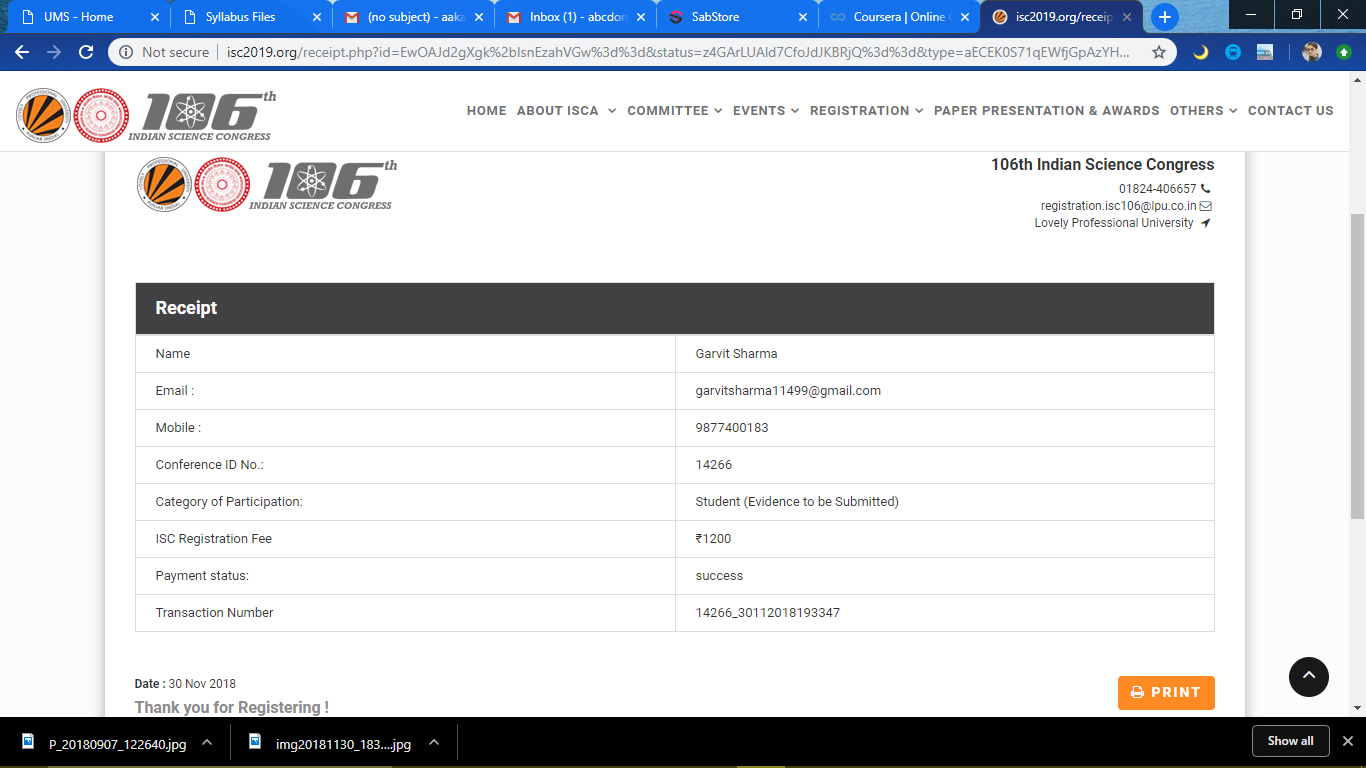 UMS - Home
Syllabus Files
(no subject) - aaka
Inbox (1) - abcdor
SabStore
Coursera | Online C
isc2019.org/receip
Not secure | isc2019.org/receipt.php?id=EwOAJd2gXgk%2bIsnEzahVGw%3d%3d&status=z4GArLUAld7CfoJdJKBRjQ%3d%3d&type=aECEK0S71qEWfjGpAzYH...
106th
INDIAN SCIENCE CONGRESS
HOME ABOUT ISCA COMMITTEE EVENTS REGISTRATION PAPER PRESENTATION & AWARDS OTHERS CONTACT US
106th
INDIAN SCIENCE CONGRESS
106th Indian Science Congress
01824-406657
registration.isc106@lpu.co.in
Lovely Professional University
Receipt
Name Garvit Sharma
Email : garvitsharma11499@gmail.com
Mobile : 9877400183
Conference ID No.: 14266
Category of Participation: Student (Evidence to be Submitted)
ISC Registration Fee ₹1200
Payment status: success
Transaction Number 14266_30112018193347
Date : 30 Nov 2018
PRINT
Thank you for Registering !
P_20180907_122640.jpg
img20181130_183....jpg
Show all